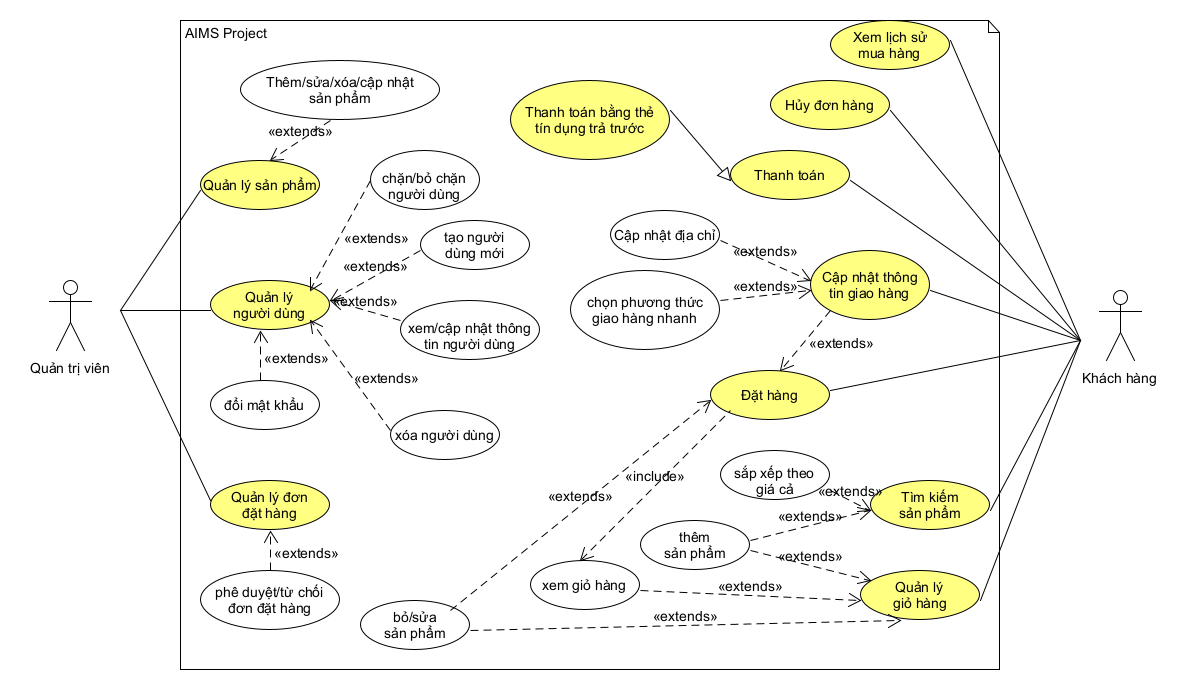 AIMS Project
Xem lịch sử
mua hàng
Thêm/sửa/xóa/cập nhật
sản phẩm
Hủy đơn hàng
Thanh toán bằng thẻ
tín dụng trả trước
«extends»
Quản lý sản phẩm
Thanh toán
chặn/bỏ chặn
người dùng
«extends»
tạo người
dùng mới
Cập nhật địa chỉ
«extends»
«extends»
Cập nhật thông
tin giao hàng
«extends»
chọn phương thức
giao hàng nhanh
Quản lý
người dùng
«extends»
xem/cập nhật thông
tin người dùng
«extends»
«extends»
Quản trị viên
Khách hàng
«extends»
đổi mật khẩu
Đặt hàng
xóa người dùng
sắp xếp theo
giá cả
«include»
«extends»
«extends»
Quản lý đơn
đặt hàng
Tìm kiếm
sản phẩm
«extends»
thêm
sản phẩm
«extends»
«extends»
xem giỏ hàng
«extends»
Quản lý
giỏ hàng
phê duyệt/từ chối
đơn đặt hàng
bỏ/sửa
sản phẩm
«extends»